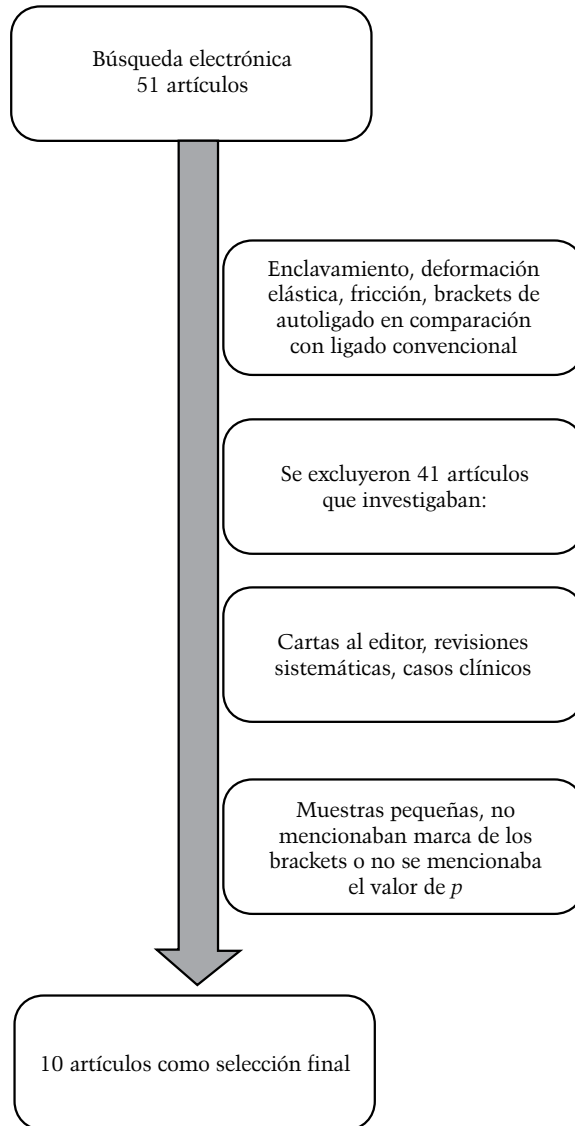 Búsqueda electrónica
51 artículos
Enclavamiento, deformación
elástica, fricción, brackets de
autoligado en comparación
con ligado convencional
Se excluyeron 41 artículos
que investigaban:
Cartas al editor, revisiones
sistemáticas, casos clínicos
Muestras pequeñas, no
mencionaban marca de los
brackets o no se mencionaba
el valor de p
10 artículos como selección final